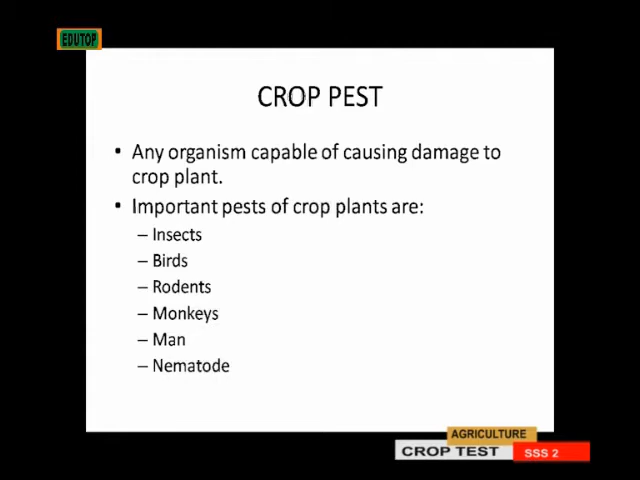 EDUTOP
CROP PEST
• Any organism capable of causing damage to
crop plant.
• Important pests of crop plants are:
– Insects
– Birds
– Rodents
– Monkeys
– Man
– Nematode
AGRICULTURE
CROP TEST SSS 2